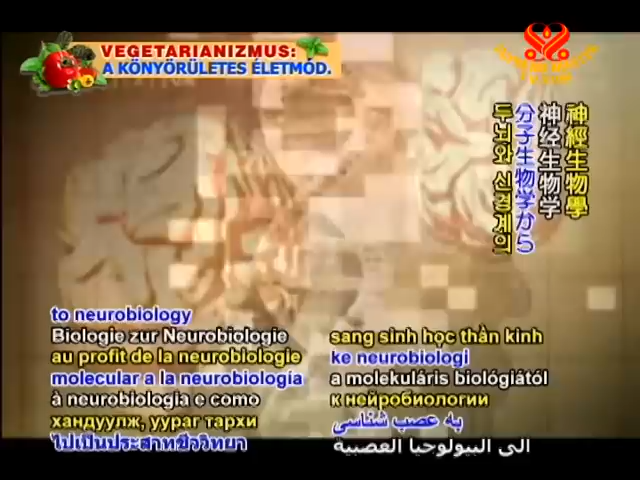 VEGETARIANIZMUS:
A KÖNYÖRÜLETES ÉLETMÓD.
神經生物學
神经生物学
分子生物学から
두뇌와 신경계의
to neurobiology
Biologie zur Neurobiologie
au profit de la neurobiologie
molecular a la neurobiología
à neurobiologia e como
хандуулж, уураг тархи
ไปเป็นประสาทชีววิทยา
sang sinh học thần kinh
ke neurobiologi
a molekuláris biológiától
к нейробиологии
به عصب شناسی
الى البيولوجيا العصبية